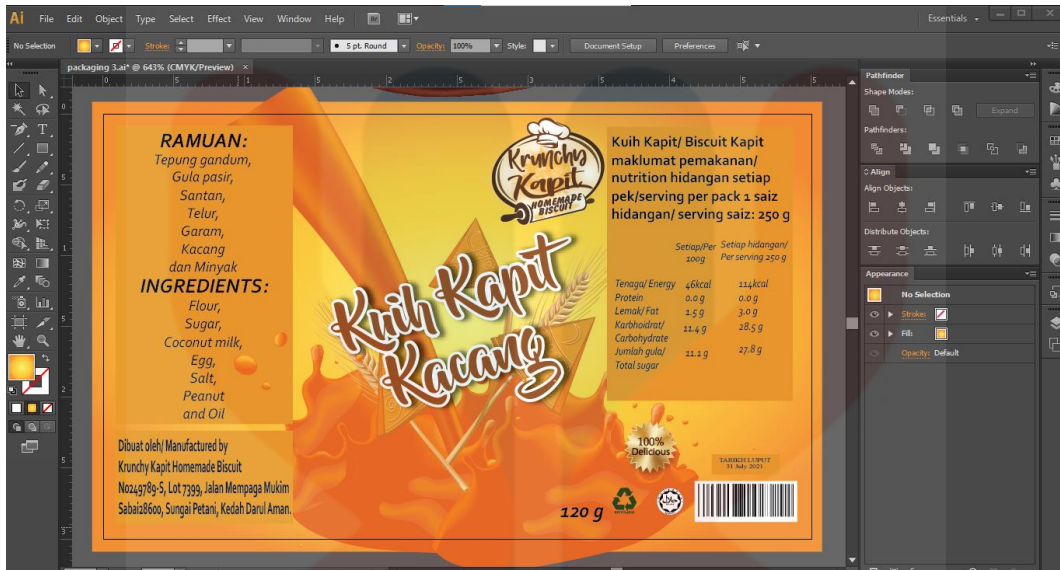 Ai File Edit Object Type Select Effect View Window Help Br Essentials
No Selection Stroke: 5 pt. Round Opacity: 100% Style: Document Setup Preferences
packaging 3.ai* @ 643% (CMYK/Preview) ×
RAMUAN:
Tepung gandum,
Gula pasir,
Santan,
Telur,
Garam,
Kacang
dan Minyak
INGREDIENTS:
Flour,
Sugar,
Coconut milk,
Egg,
Salt,
Peanut
and Oil
Dibuat oleh/ Manufactured by
Krunchy Kapit Homemade Biscuit
No249789-S, Lot 7399, Jalan Mempaga Mukim
Sabai28600, Sungai Petani, Kedah Darul Aman.
Krunchy
Kapit
HOMEMADE
BISCUIT
Kuih Kapit
Kacang
Kuih Kapit/ Biscuit Kapit
maklumat pemakanan/
nutrition hidangan setiap
pek/serving per pack 1 saiz
hidangan/ serving saiz: 250 g
Setiap/Per Setiap hidangan/
100g Per serving 250 g
Tenaga/ Energy 46kcal 114kcal
Protein 0.0 g 0.0 g
Lemak/ Fat 1.5 g 3.0 g
Karbhoidrat/ 11.4 g 28.5 g
Carbohydrate
Jumlah gula/ 11.1 g 27.8 g
Total sugar
100%
Delicious
TARIKH LUPUT
31 July 2021
120 g
Pathfinder
Shape Modes:
Expand
Pathfinders:
Align
Align Objects:
Distribute Objects:
Appearance
No Selection
Stroke:
Fill:
Opacity: Default